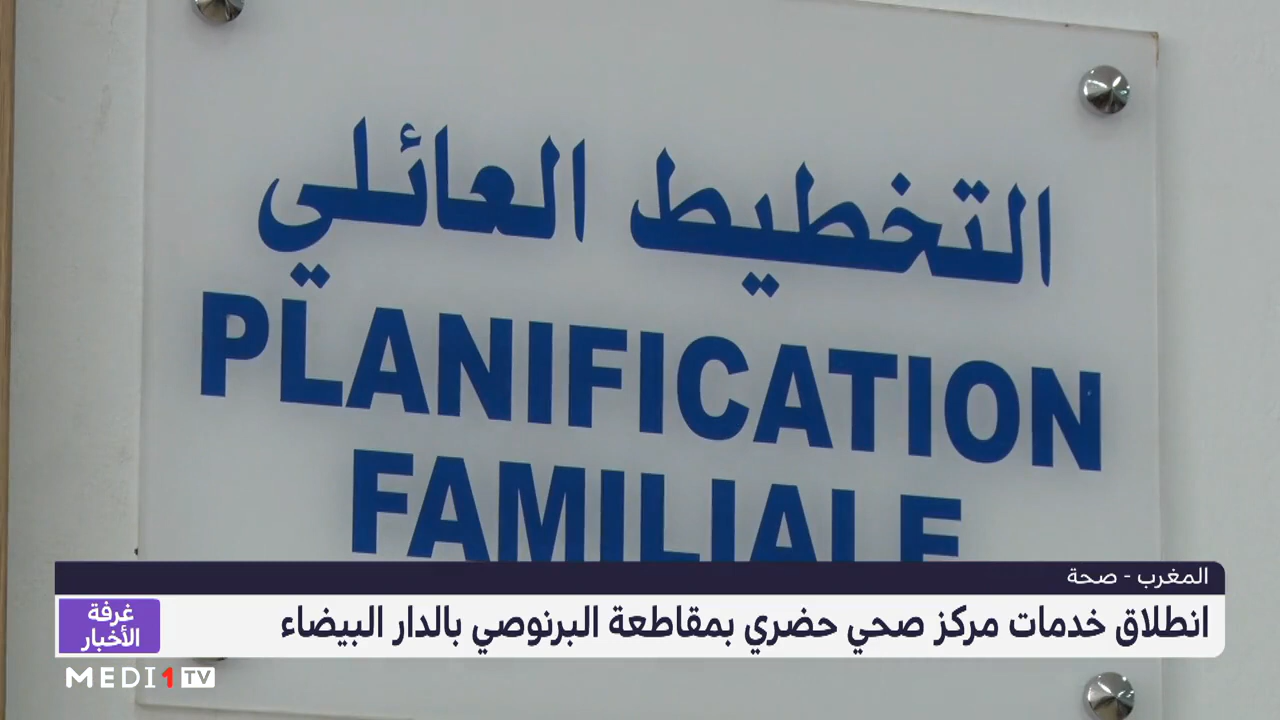 التخطيط العائلي
PLANIFICATION
FAMILIALE
المغرب - صحة
انطلاق خدمات مركز صحي حضري بمقاطعة البرنوصي بالدار البيضاء
غرفة
الأخبار
MEDI1TV